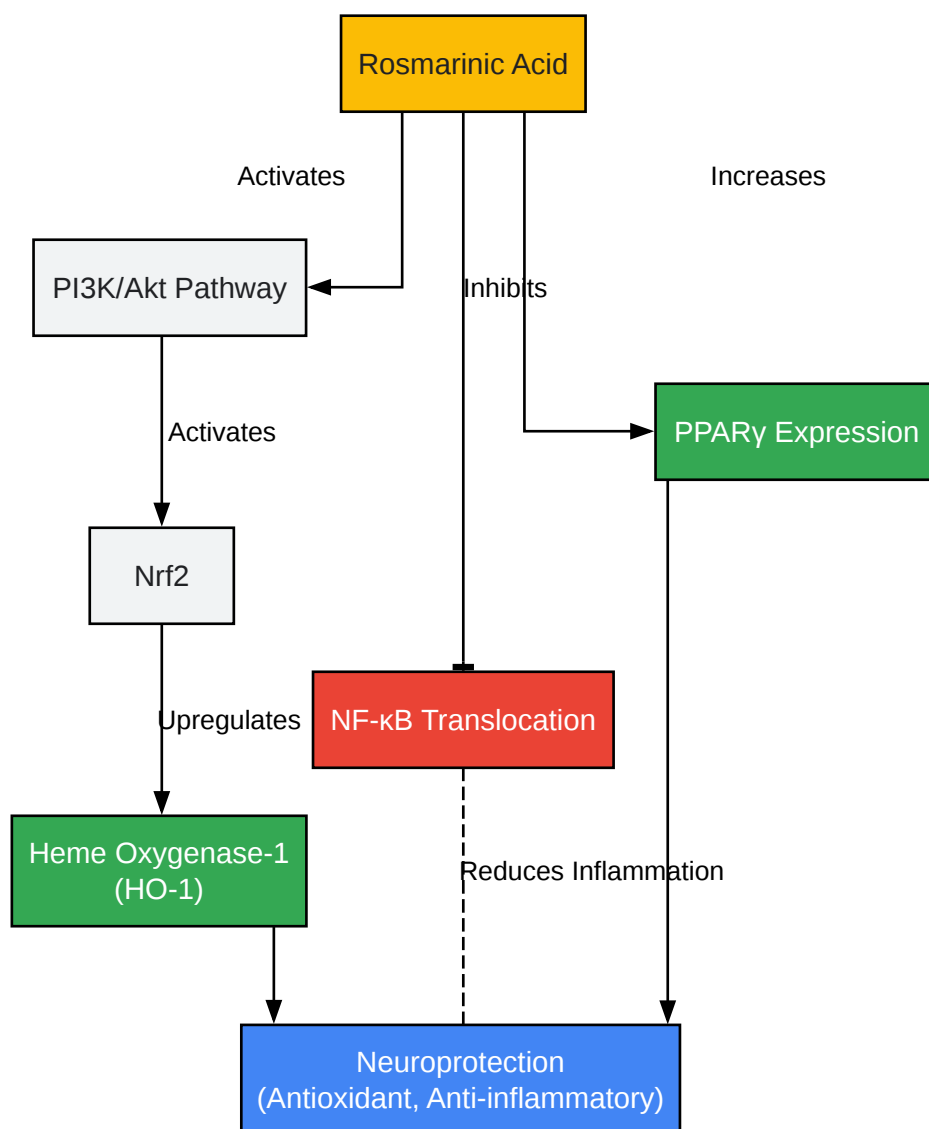 Rosmarinic Acid
Activates
Increases
PI3K/Akt Pathway
Inhibits
Activates
PPARγ Expression
Nrf2
Upregulates
NF-κB Translocation
Heme Oxygenase-1
(HO-1)
Reduces Inflammation
Neuroprotection
(Antioxidant, Anti-inflammatory)